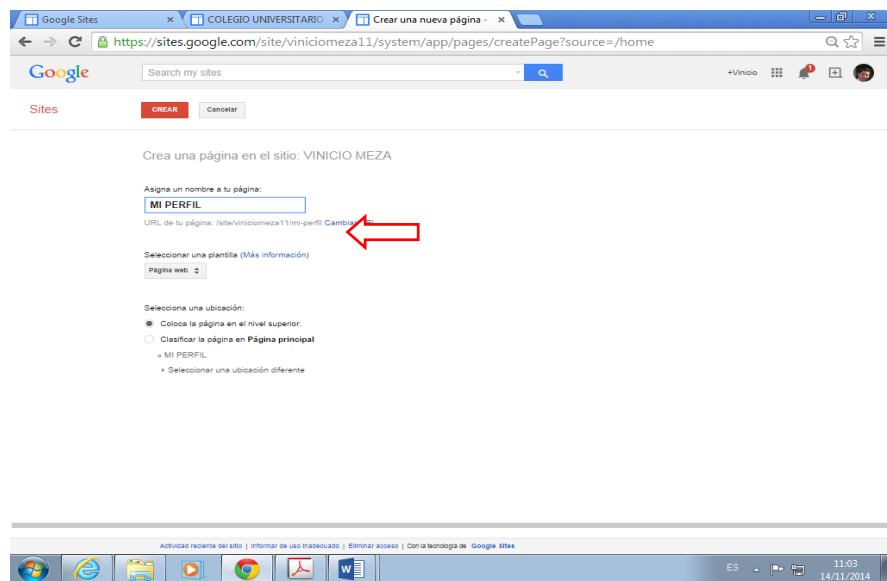 Google Sites
COLEGIO UNIVERSITARIO
Crear una nueva página -
https://sites.google.com/site/viniciomeza11/system/app/pages/createPage?source=/home
Google
Search my sites
+Vinicio
1
Sites
CREAR
Cancelar
Crea una página en el sitio: VINICIO MEZA
Asigna un nombre a tu página:
MI PERFIL
URL de tu página: /site/viniciomeza11/mi-perfil Cambiar
Seleccionar una plantilla (Más información)
Página web
Selecciona una ubicación:
Coloca la página en el nivel superior.
Clasificar la página en Página principal
» MI PERFIL
+ Seleccionar una ubicación diferente
Actividad reciente del sitio | Informar de uso inadecuado | Eliminar acceso | Con la tecnología de Google Sites
ES
11:03
14/11/2014